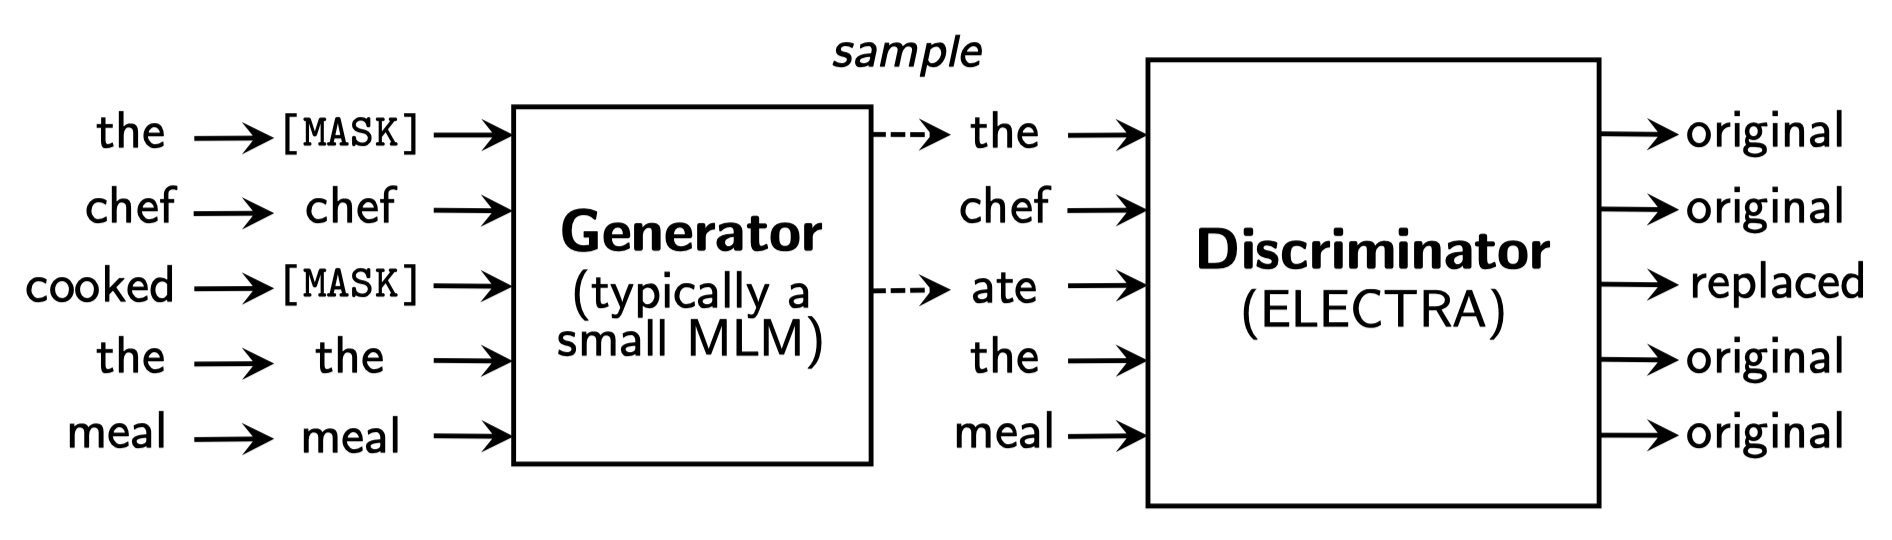 sample
the [MASK] the original
chef chef chef original
cooked [MASK] ate replaced
the the the original
meal meal meal original
Generator
(typically a
small MLM)
Discriminator
(ELECTRA)